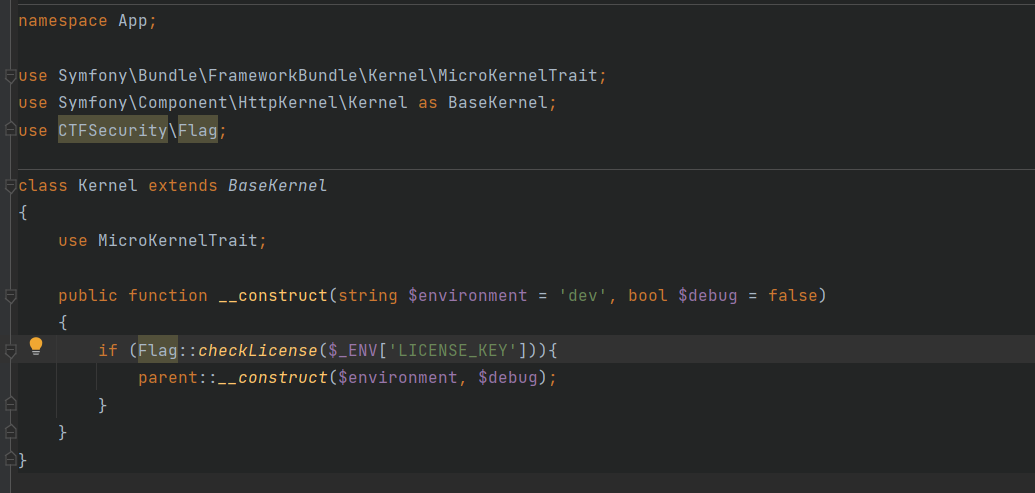 namespace App;
use Symfony\Bundle\FrameworkBundle\Kernel\MicroKernelTrait;
use Symfony\Component\HttpKernel\Kernel as BaseKernel;
use CTFSecurity\Flag;
class Kernel extends BaseKernel
{
    use MicroKernelTrait;
    public function __construct(string $environment = 'dev', bool $debug = false)
    {
        if (Flag::checkLicense($_ENV['LICENSE_KEY'])){
            parent::__construct($environment, $debug);
        }
    }
}